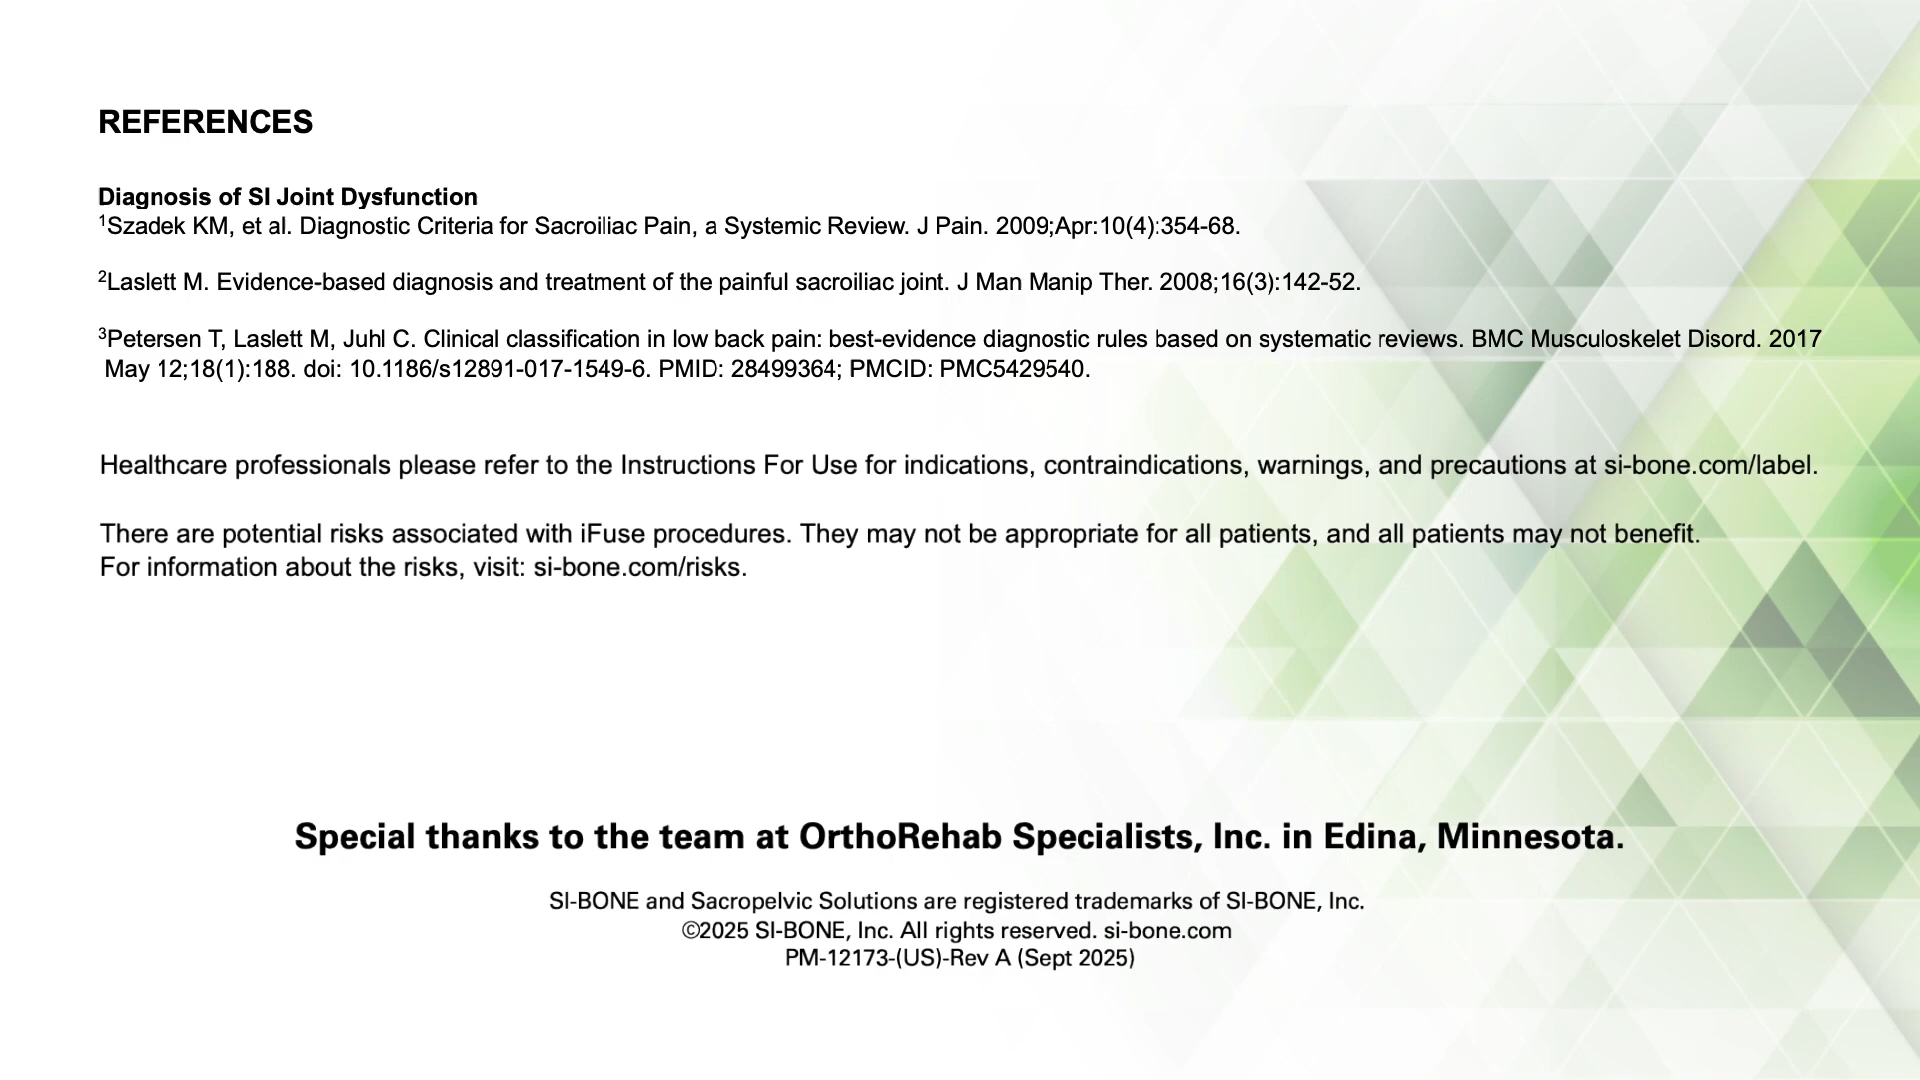 REFERENCES
Diagnosis of SI Joint Dysfunction
¹Szadek KM, et al. Diagnostic Criteria for Sacroiliac Pain, a Systemic Review. J Pain. 2009;Apr:10(4):354-68.
²Laslett M. Evidence-based diagnosis and treatment of the painful sacroiliac joint. J Man Manip Ther. 2008;16(3):142-52.
³Petersen T, Laslett M, Juhl C. Clinical classification in low back pain: best-evidence diagnostic rules based on systematic reviews. BMC Musculoskelet Disord. 2017
May 12;18(1):188. doi: 10.1186/s12891-017-1549-6. PMID: 28499364; PMCID: PMC5429540.
Healthcare professionals please refer to the Instructions For Use for indications, contraindications, warnings, and precautions at si-bone.com/label.
There are potential risks associated with iFuse procedures. They may not be appropriate for all patients, and all patients may not benefit.
For information about the risks, visit: si-bone.com/risks.
Special thanks to the team at OrthoRehab Specialists, Inc. in Edina, Minnesota.
SI-BONE and Sacropelvic Solutions are registered trademarks of SI-BONE, Inc.
©2025 SI-BONE, Inc. All rights reserved. si-bone.com
PM-12173-(US)-Rev A (Sept 2025)